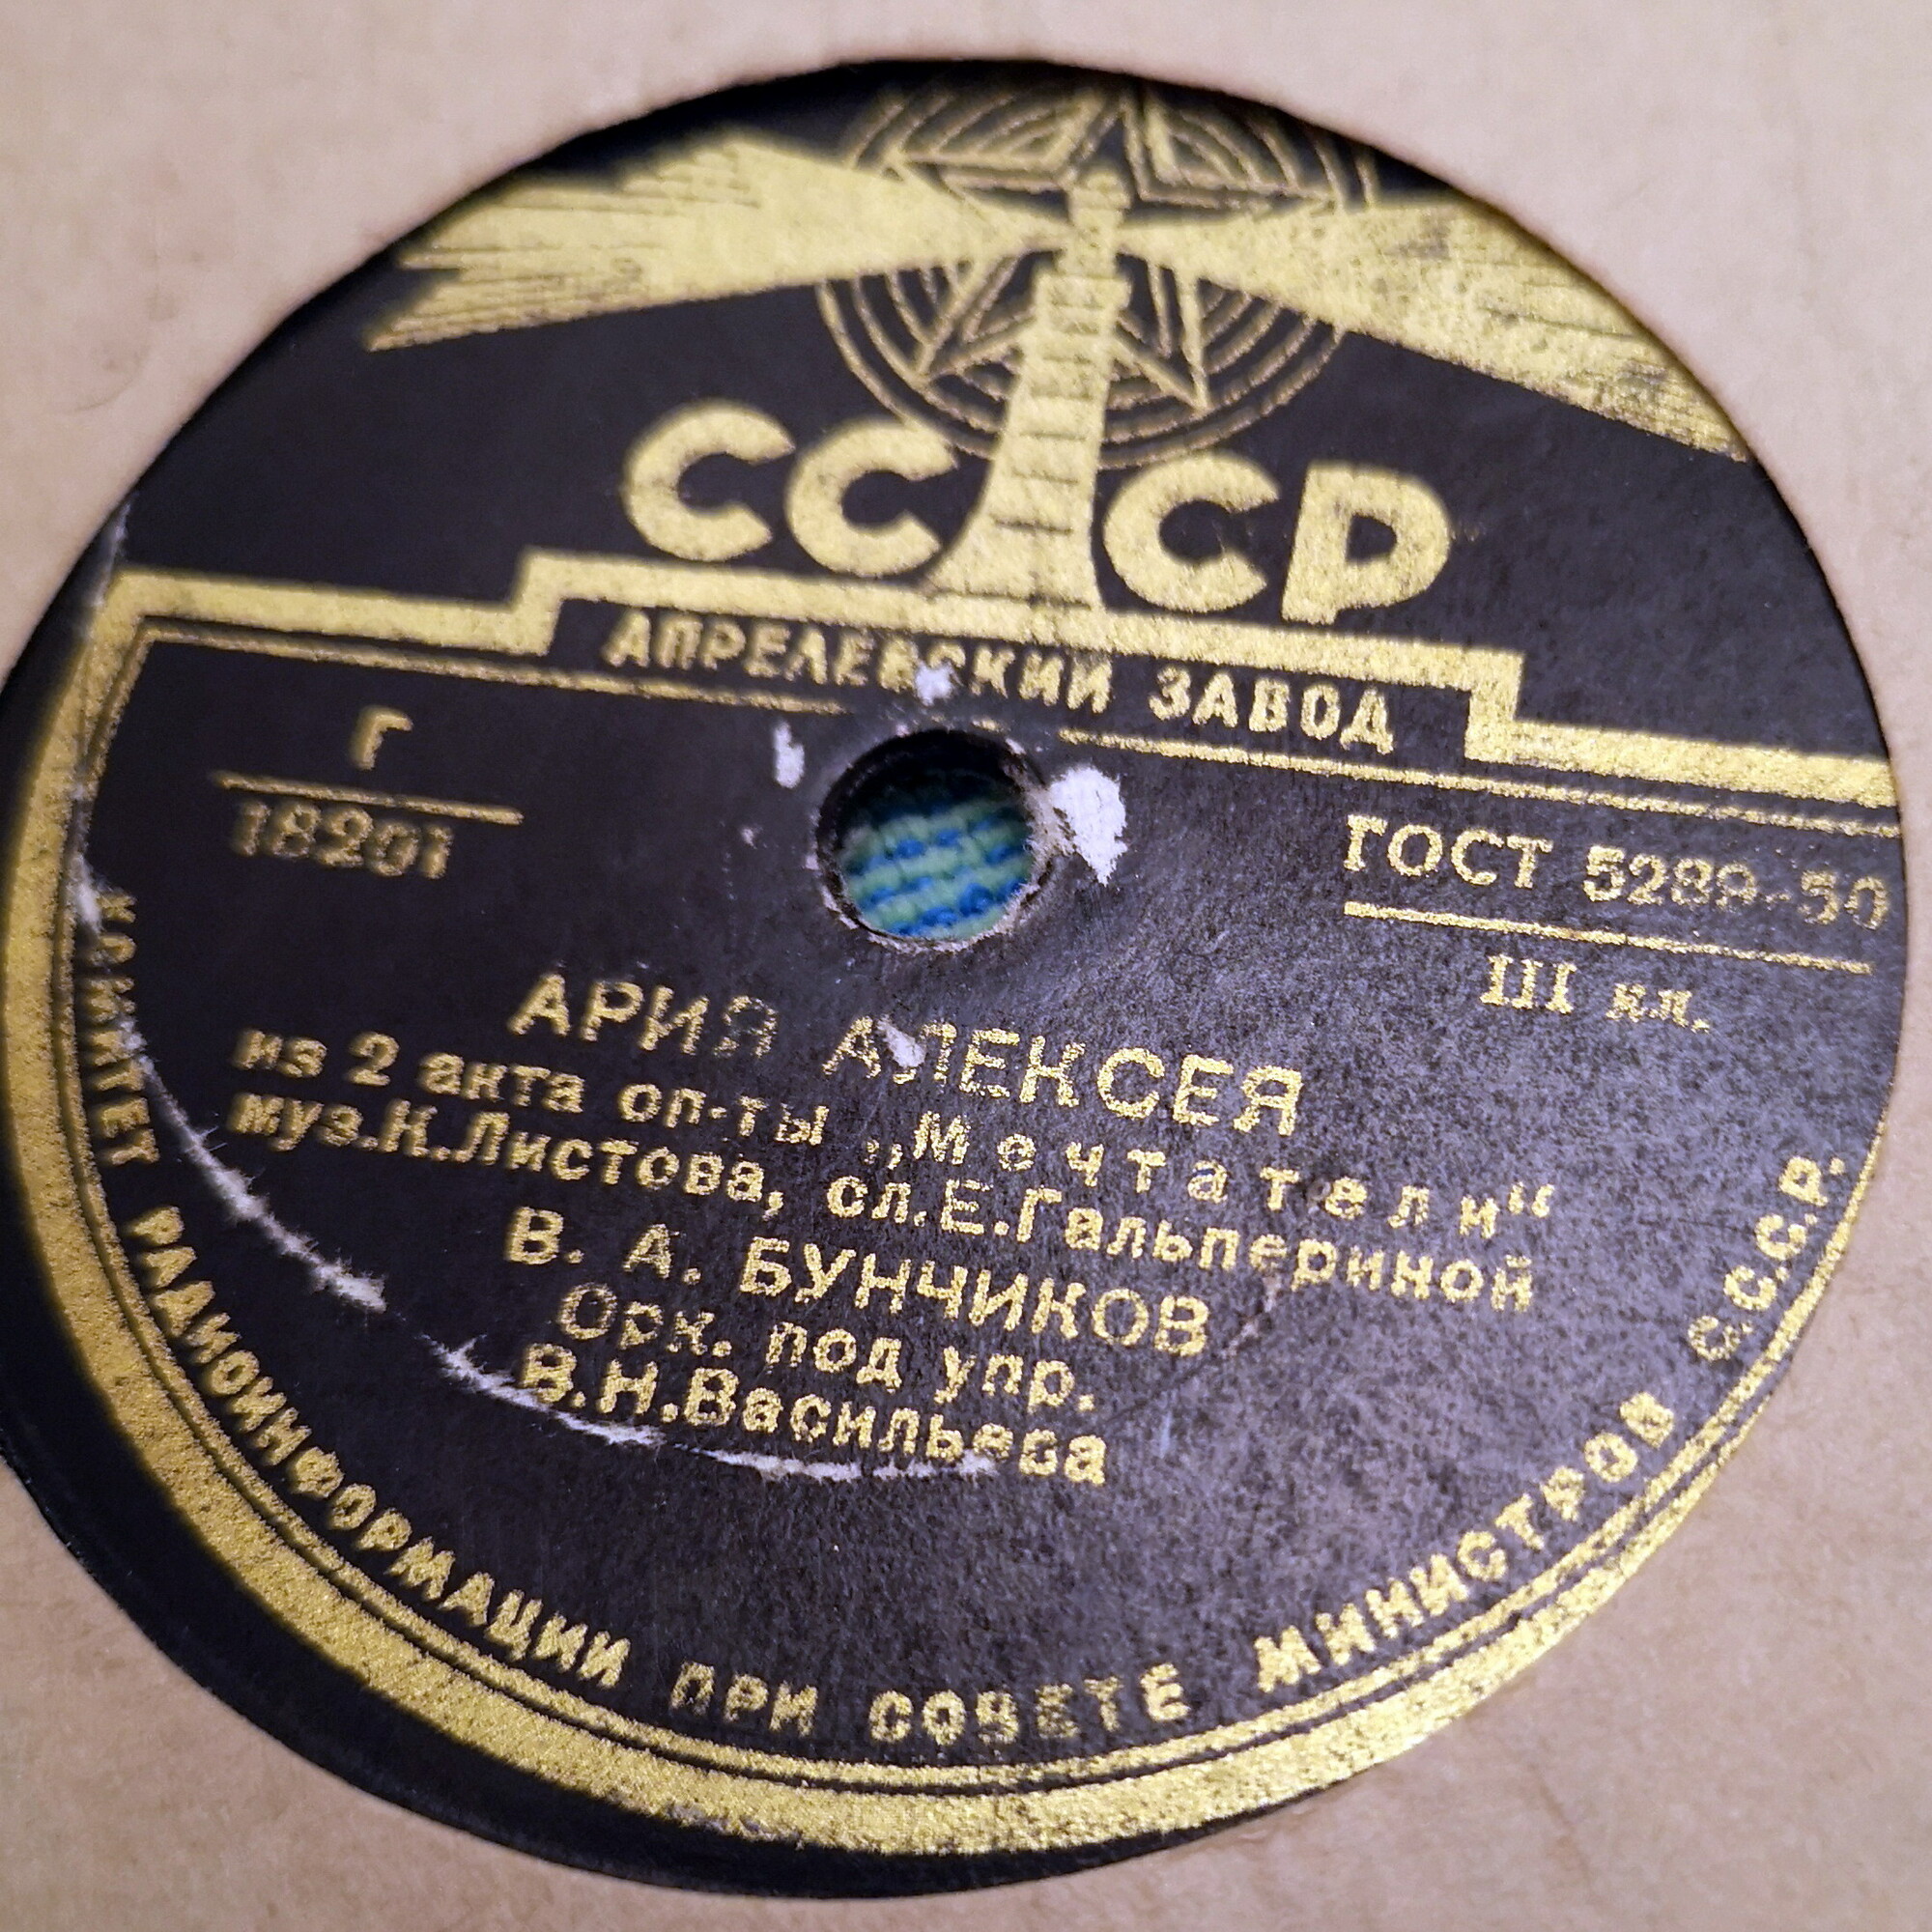 СССР
АПРЕЛЕВСКИЙ ЗАВОД
Г
18201
ГОСТ 5289-50
III кл.
АРИЯ АЛЕКСЕЯ
из 2 акта оп-ты „Мечтатели“
муз.К.Листова, сл.Е.Гальпериной
В. А. БУНЧИКОВ
Орк. под упр.
В.Н.Васильева
КОМИТЕТ РАДИОИНФОРМАЦИИ ПРИ СОВЕТЕ МИНИСТРОВ С.С.С.Р.